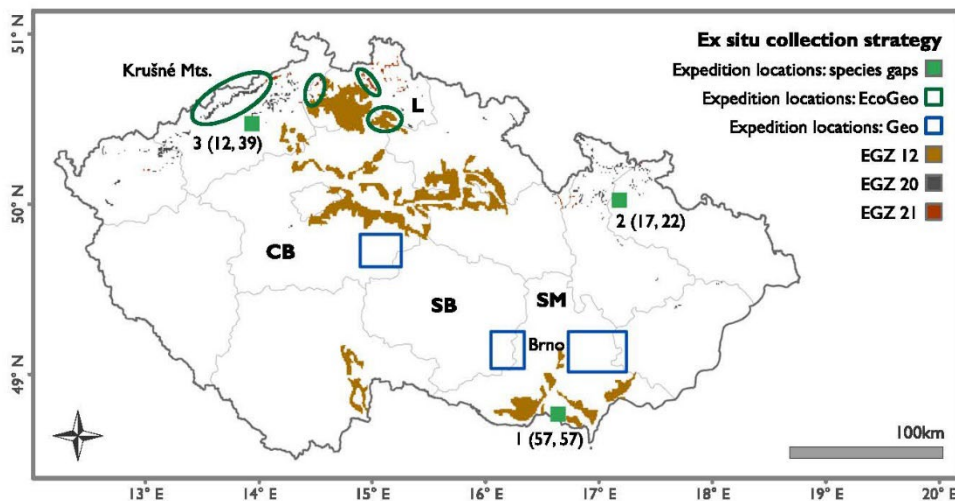 51° N
50° N
49° N
Krušné Mts.
L
3 (12, 39)
2 (17, 22)
CB
SB
SM
Brno
1 (57, 57)
Ex situ collection strategy
Expedition locations: species gaps
Expedition locations: EcoGeo
Expedition locations: Geo
EGZ 12
EGZ 20
EGZ 21
100km
13° E
14° E
15° E
16° E
17° E
18° E
19° E
20° E